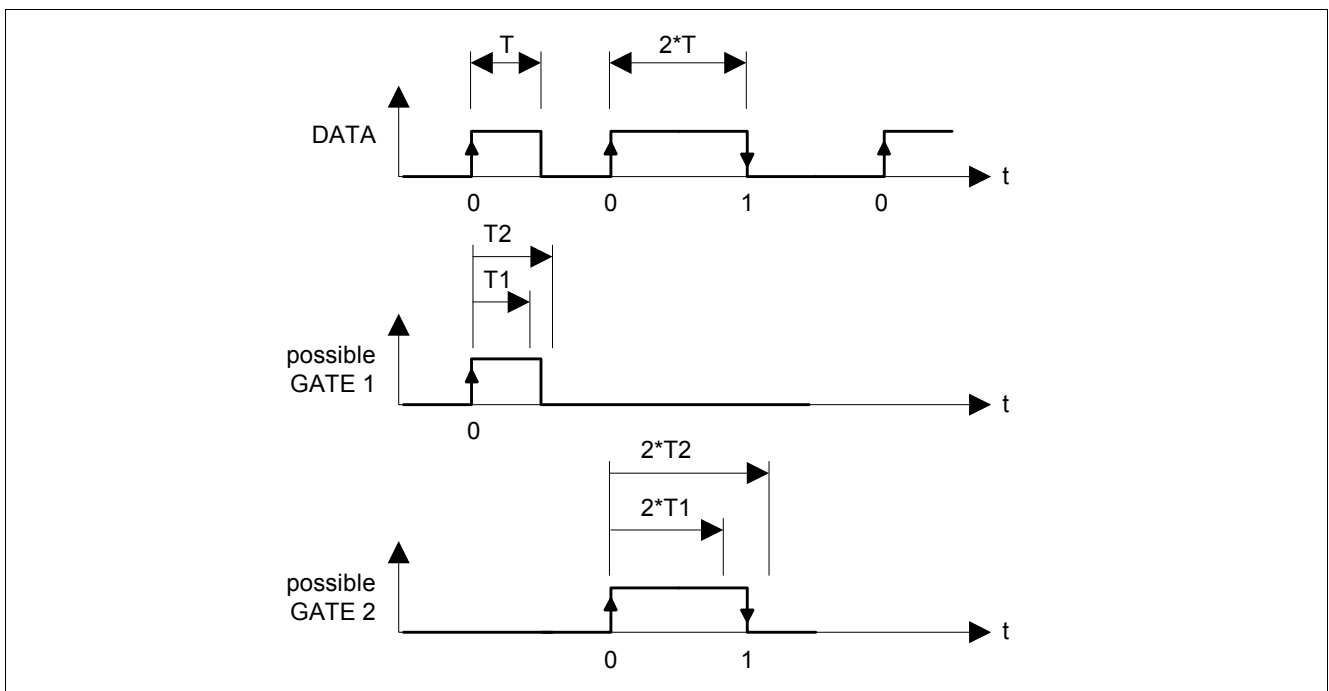 T 2*T
DATA
t
0 0 1 0
T2
T1
possible
GATE 1
t
0
2*T2
2*T1
possible
GATE 2
t
0 1